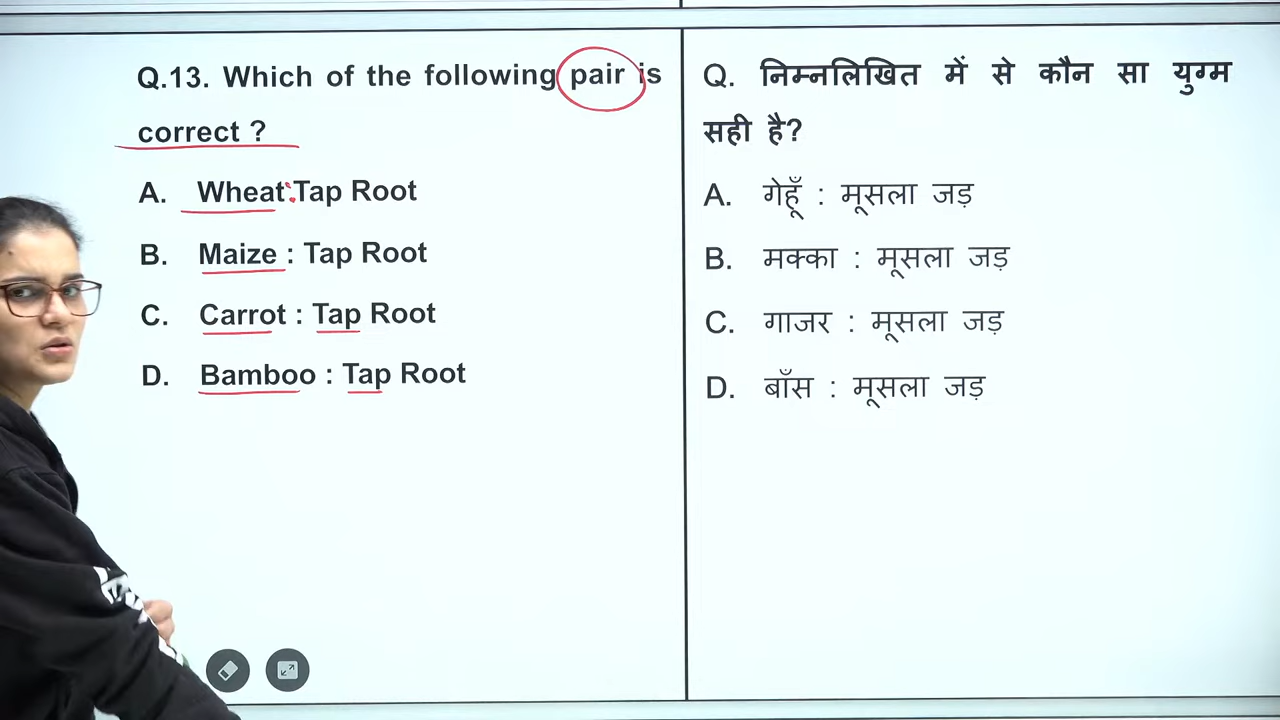 Q.13. Which of the following pair is
correct ?
A. Wheat:Tap Root
B. Maize : Tap Root
C. Carrot : Tap Root
D. Bamboo : Tap Root
Q. निम्नलिखित में से कौन सा युग्म
सही है?
A. गेहूँ : मूसला जड़
B. मक्का : मूसला जड़
C. गाजर : मूसला जड़
D. बाँस : मूसला जड़